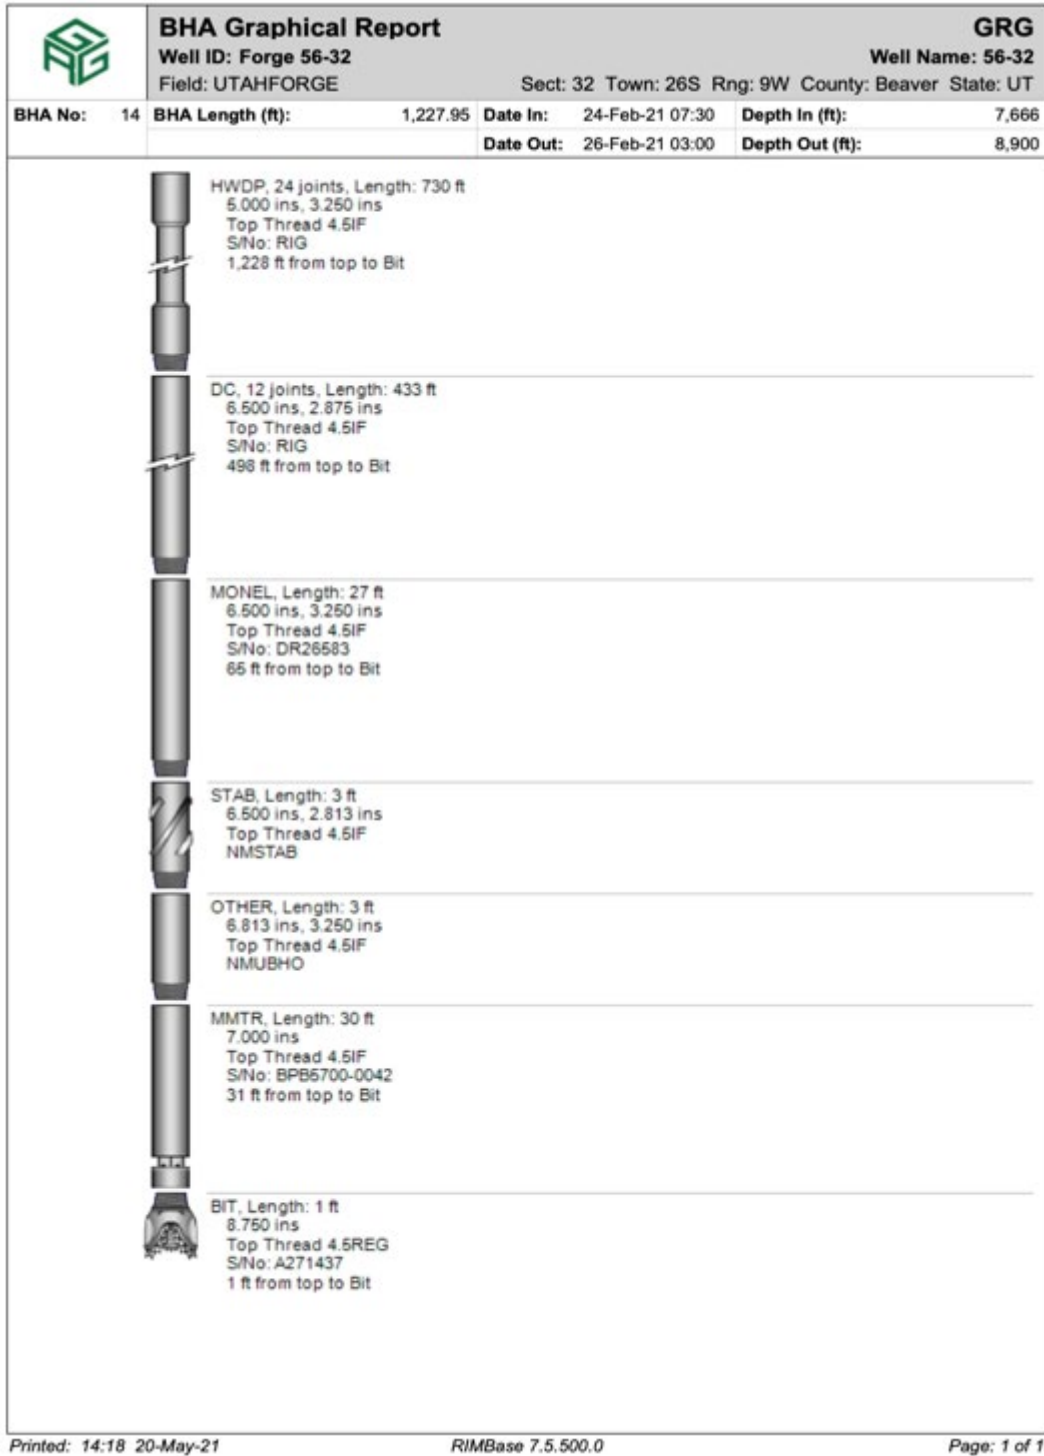 GRG
BHA Graphical Report GRG
Well ID: Forge 56-32 Well Name: 56-32
Field: UTAHFORGE Sect: 32 Town: 26S Rng: 9W County: Beaver State: UT
BHA No: 14 BHA Length (ft): 1,227.95 Date In: 24-Feb-21 07:30 Depth In (ft): 7,666
Date Out: 26-Feb-21 03:00 Depth Out (ft): 8,900
HWDP, 24 joints, Length: 730 ft
5.000 ins, 3.250 ins
Top Thread 4.5IF
S/No: RIG
1,228 ft from top to Bit
DC, 12 joints, Length: 433 ft
6.500 ins, 2.875 ins
Top Thread 4.5IF
S/No: RIG
498 ft from top to Bit
MONEL, Length: 27 ft
6.500 ins, 3.250 ins
Top Thread 4.5IF
S/No: DR26583
65 ft from top to Bit
STAB, Length: 3 ft
6.500 ins, 2.813 ins
Top Thread 4.5IF
NMSTAB
OTHER, Length: 3 ft
6.813 ins, 3.250 ins
Top Thread 4.5IF
NMUBHO
MMTR, Length: 30 ft
7.000 ins
Top Thread 4.5IF
S/No: BPB5700-0042
31 ft from top to Bit
BIT, Length: 1 ft
8.750 ins
Top Thread 4.5REG
S/No: A271437
1 ft from top to Bit
Printed: 14:18 20-May-21 RIMBase 7.5.500.0 Page: 1 of 1